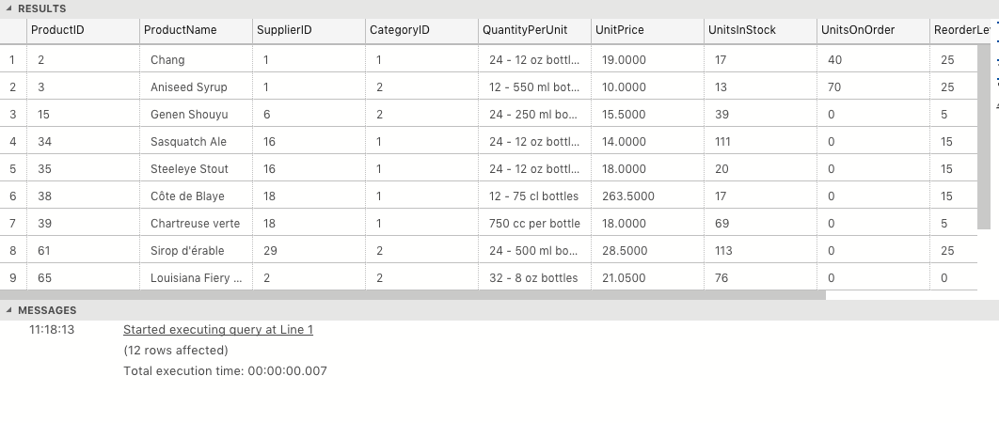 RESULTS
ProductID ProductName SupplierID CategoryID QuantityPerUnit UnitPrice UnitsInStock UnitsOnOrder ReorderLe
1 2 Chang 1 1 24 - 12 oz bottl... 19.0000 17 40 25
2 3 Aniseed Syrup 1 2 12 - 550 ml bot... 10.0000 13 70 25
3 15 Genen Shouyu 6 2 24 - 250 ml bo... 15.5000 39 0 5
4 34 Sasquatch Ale 16 1 24 - 12 oz bottl... 14.0000 111 0 15
5 35 Steeleye Stout 16 1 24 - 12 oz bottl... 18.0000 20 0 15
6 38 Côte de Blaye 18 1 12 - 75 cl bottles 263.5000 17 0 15
7 39 Chartreuse verte 18 1 750 cc per bottle 18.0000 69 0 5
8 61 Sirop d'érable 29 2 24 - 500 ml bo... 28.5000 113 0 25
9 65 Louisiana Fiery ... 2 2 32 - 8 oz bottles 21.0500 76 0 0
MESSAGES
11:18:13 Started executing query at Line 1
(12 rows affected)
Total execution time: 00:00:00.007